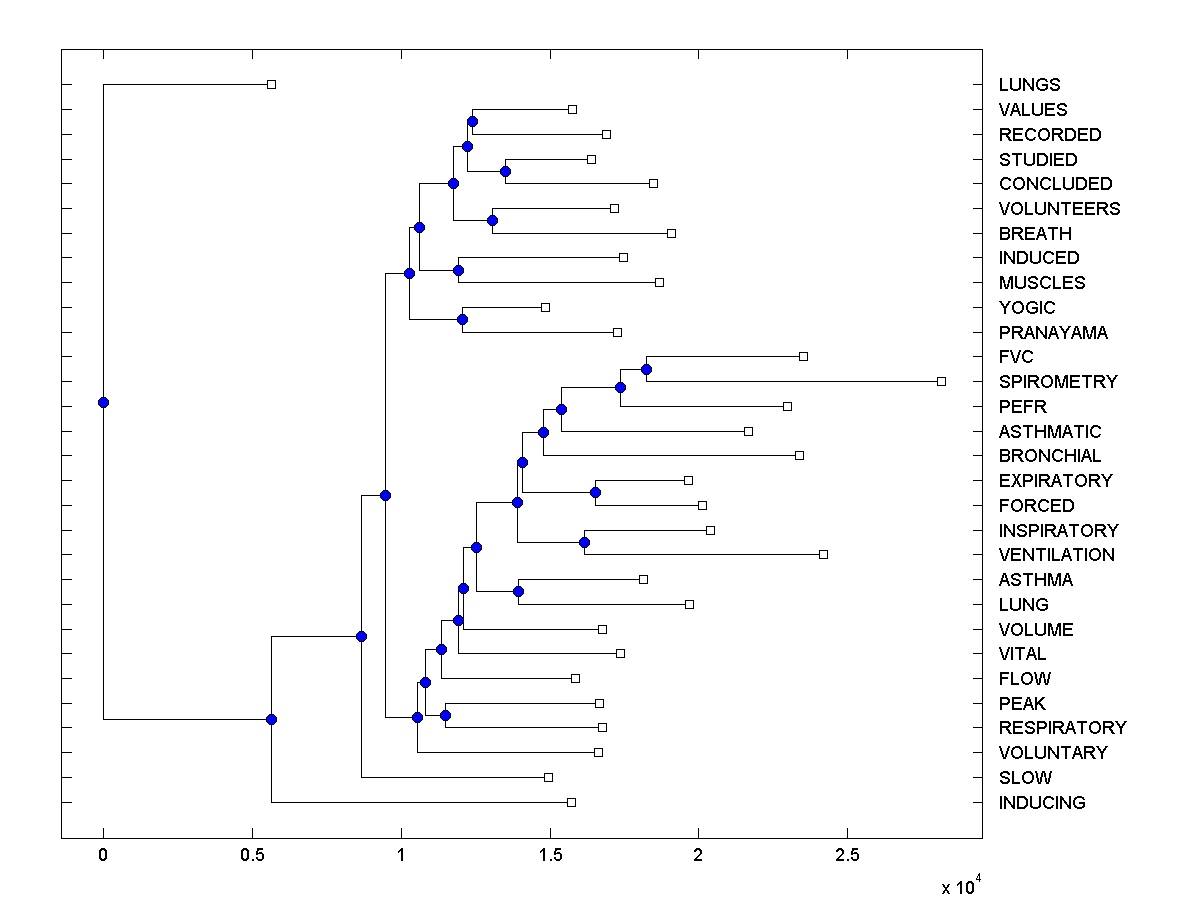 LUNGS
VALUES
RECORDED
STUDIED
CONCLUDED
VOLUNTEERS
BREATH
INDUCED
MUSCLES
YOGIC
PRANAYAMA
FVC
SPIROMETRY
PEFR
ASTHMATIC
BRONCHIAL
EXPIRATORY
FORCED
INSPIRATORY
VENTILATION
ASTHMA
LUNG
VOLUME
VITAL
FLOW
PEAK
RESPIRATORY
VOLUNTARY
SLOW
INDUCING
0 0.5 1 1.5 2 2.5
x 10^4